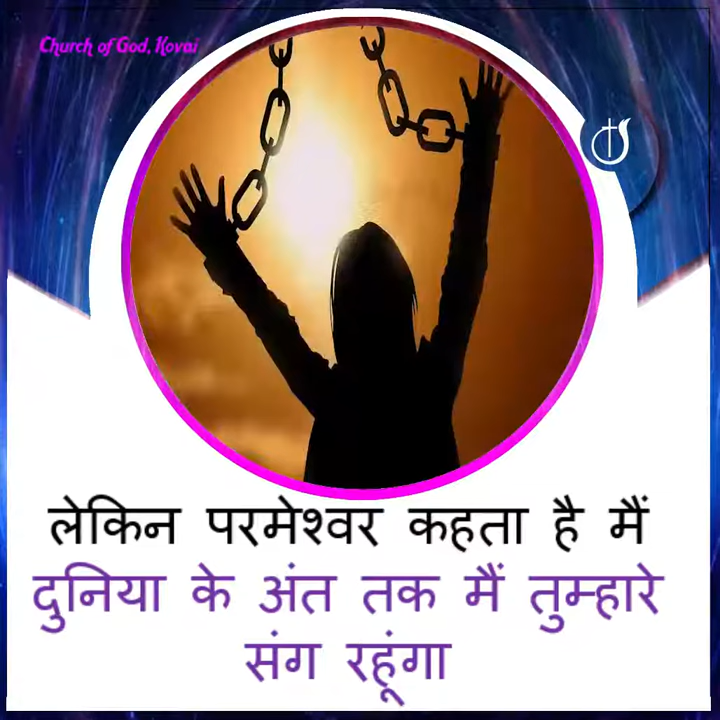 Church of God, Kovai
लेकिन परमेश्वर कहता है मैं
दुनिया के अंत तक मैं तुम्हारे
संग रहूंगा